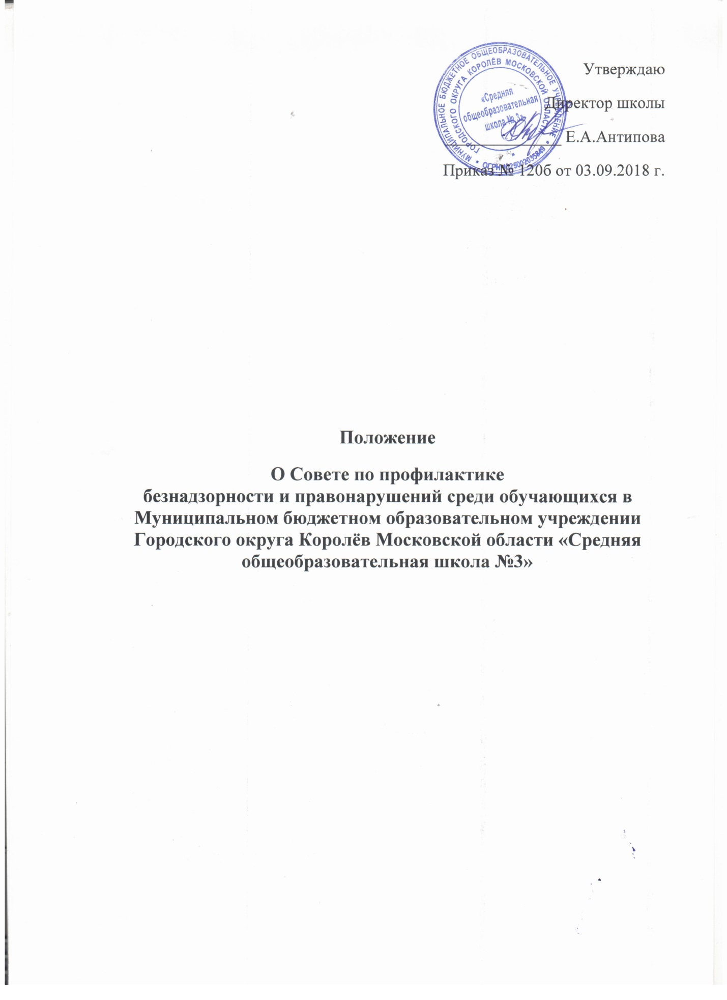 Утверждаю
Директор школы
Е.А.Антипова
Приказ № 120б от 03.09.2018 г.
МУНИЦИПАЛЬНОЕ БЮДЖЕТНОЕ ОБЩЕОБРАЗОВАТЕЛЬНОЕ УЧРЕЖДЕНИЕ
ГОРОДСКОГО ОКРУГА КОРОЛЁВ МОСКОВСКОЙ ОБЛАСТИ
«Средняя
общеобразовательная
школа № 3»
ОГРН 1025002035849
Положение
О Совете по профилактике
безнадзорности и правонарушений среди обучающихся в
Муниципальном бюджетном образовательном учреждении
Городского округа Королёв Московской области «Средняя
общеобразовательная школа №3»